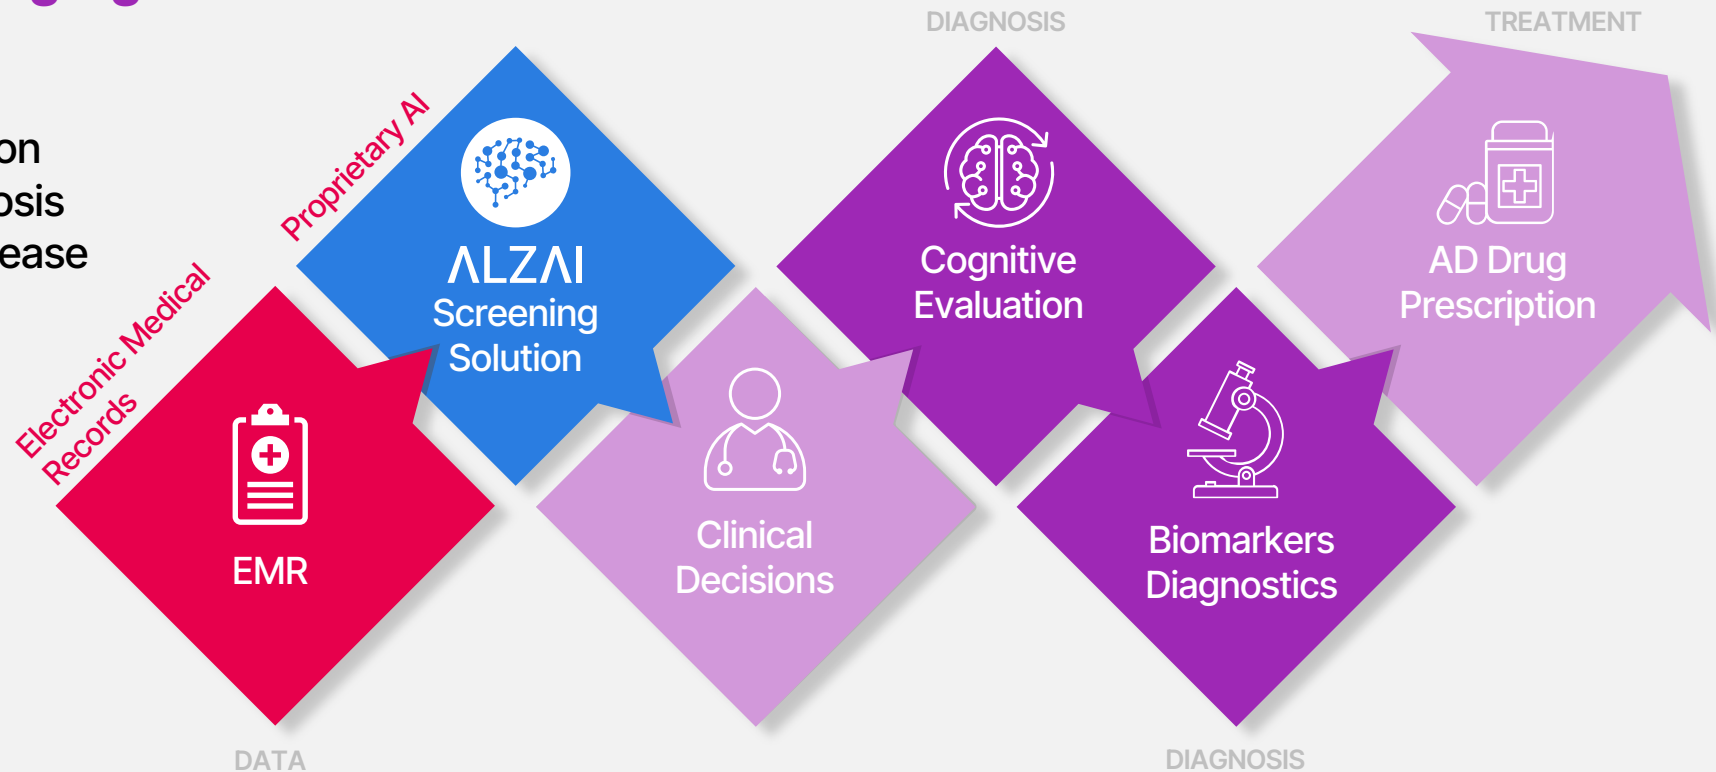 on
osis
ease
Electronic Medical
Records
EMR
DATA
Proprietary AI
ALZAI
Screening
Solution
Clinical
Decisions
DIAGNOSIS
Cognitive
Evaluation
Biomarkers
Diagnostics
DIAGNOSIS
TREATMENT
AD Drug
Prescription